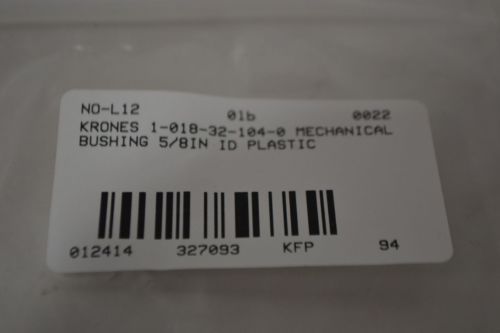 NO-L12 01b 0022
KRONES 1-018-32-104-0 MECHANICAL
BUSHING 5/8IN ID PLASTIC
012414 327093 KFP 94